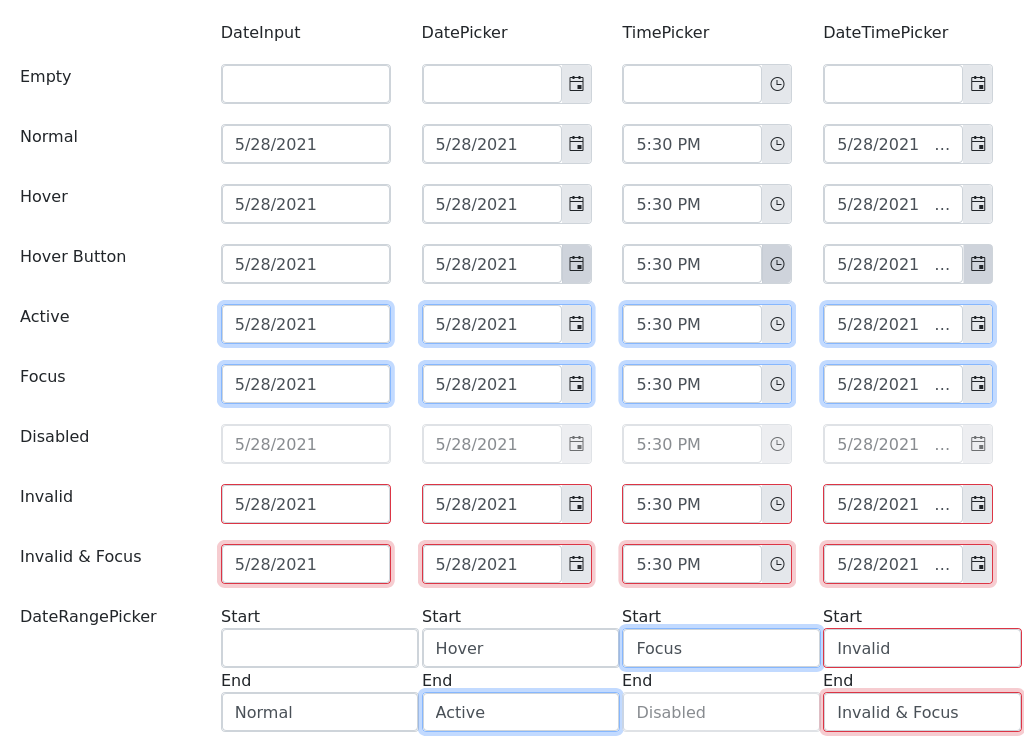 DateInput DatePicker TimePicker DateTimePicker
Empty
Normal 5/28/2021 5/28/2021 5:30 PM 5/28/2021 ...
Hover 5/28/2021 5/28/2021 5:30 PM 5/28/2021 ...
Hover Button 5/28/2021 5/28/2021 5:30 PM 5/28/2021 ...
Active 5/28/2021 5/28/2021 5:30 PM 5/28/2021 ...
Focus 5/28/2021 5/28/2021 5:30 PM 5/28/2021 ...
Disabled 5/28/2021 5/28/2021 5:30 PM 5/28/2021 ...
Invalid 5/28/2021 5/28/2021 5:30 PM 5/28/2021 ...
Invalid & Focus 5/28/2021 5/28/2021 5:30 PM 5/28/2021 ...
DateRangePicker Start Start Start Start
Hover Focus Invalid
End End End End
Normal Active Disabled Invalid & Focus